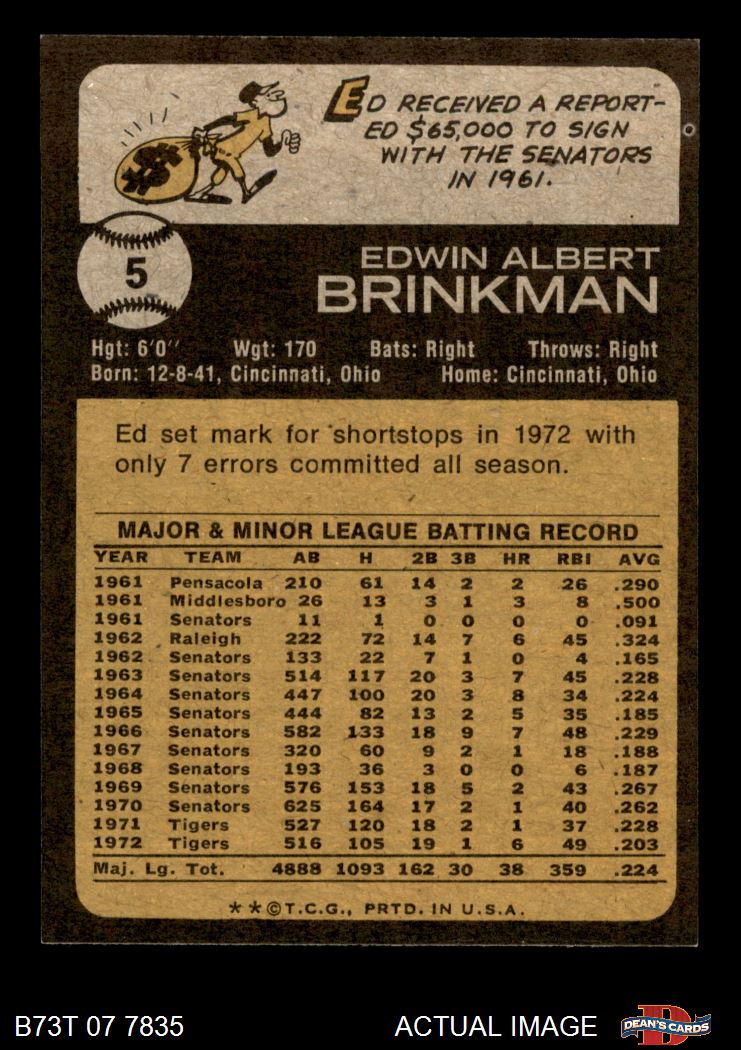 ED RECEIVED A REPORT-
ED $65,000 TO SIGN
WITH THE SENATORS
IN 1961.
5
EDWIN ALBERT
BRINKMAN
Hgt: 6'0" Wgt: 170 Bats: Right Throws: Right
Born: 12-8-41, Cincinnati, Ohio Home: Cincinnati, Ohio
Ed set mark for shortstops in 1972 with
only 7 errors committed all season.
MAJOR & MINOR LEAGUE BATTING RECORD
YEAR TEAM AB H 2B 3B HR RBI AVG
1961 Pensacola 210 61 14 2 2 26 .290
1961 Middlesboro 26 13 3 1 3 8 .500
1961 Senators 11 1 0 0 0 0 .091
1962 Raleigh 222 72 14 7 6 45 .324
1962 Senators 133 22 7 1 0 4 .165
1963 Senators 514 117 20 3 7 45 .228
1964 Senators 447 100 20 3 8 34 .224
1965 Senators 444 82 13 2 5 35 .185
1966 Senators 582 133 18 9 7 48 .229
1967 Senators 320 60 9 2 1 18 .188
1968 Senators 193 36 3 0 0 6 .187
1969 Senators 576 153 18 5 2 43 .267
1970 Senators 625 164 17 2 1 40 .262
1971 Tigers 527 120 18 2 1 37 .228
1972 Tigers 516 105 19 1 6 49 .203
Maj. Lg. Tot. 4888 1093 162 30 38 359 .224
**©T.C.G., PRTD. IN U.S.A.
B73T 07 7835 ACTUAL IMAGE
D
DEAN'S CARDS